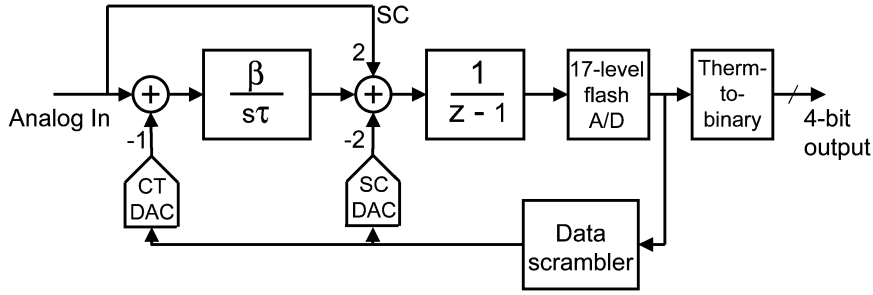 SC
Analog In
+
β
sτ
2
+
1
z - 1
17-level
flash
A/D
Therm-
to-
binary
4-bit
output
-1
-2
CT
DAC
SC
DAC
Data
scrambler